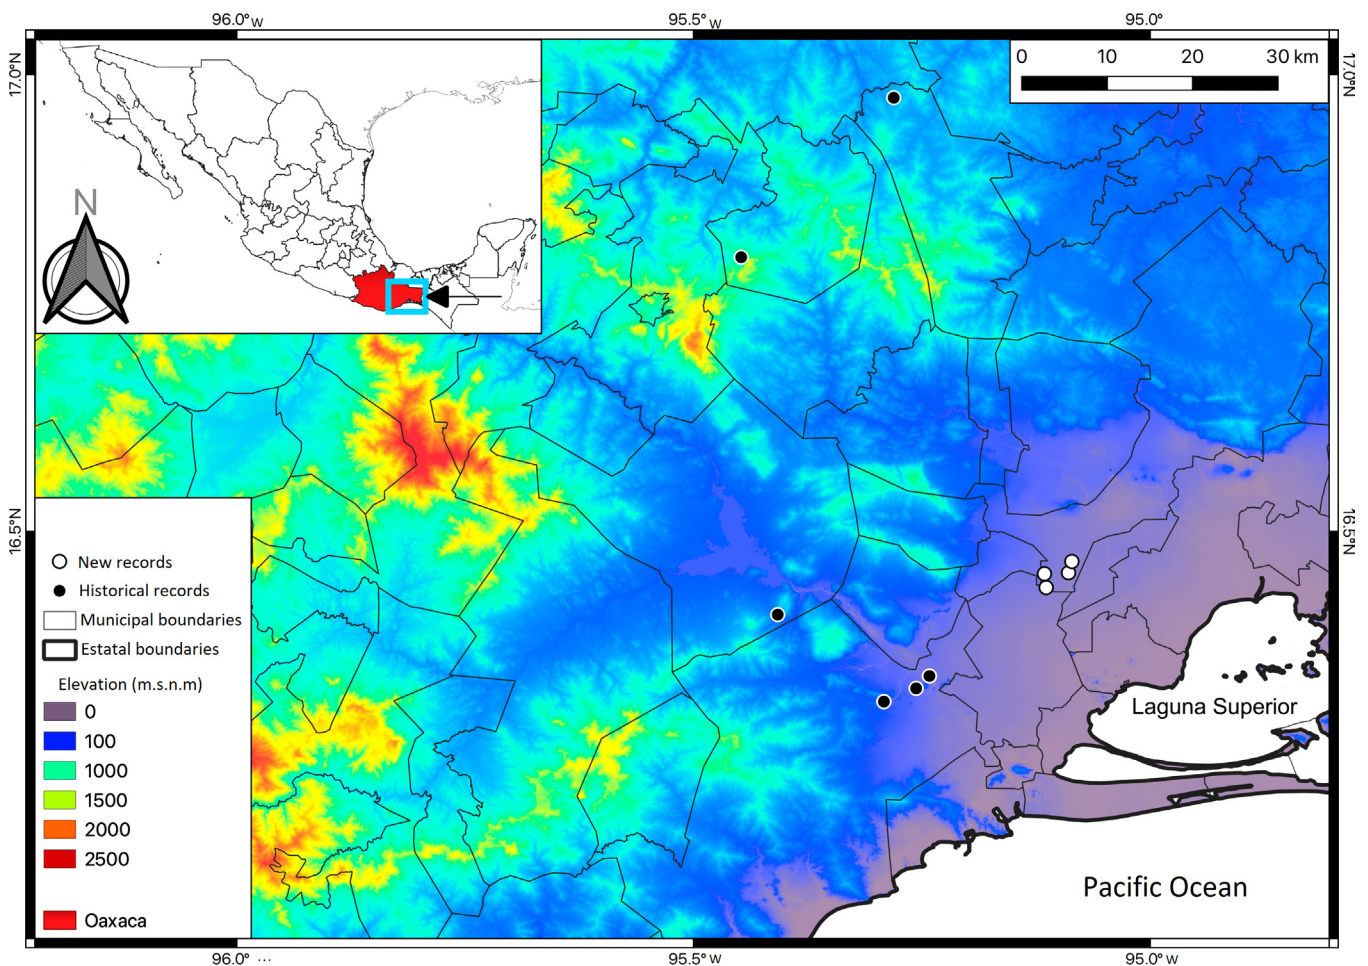 96.0°W 95.5°W 95.0°
17.0°N
17.0°N
0 10 20 30 km
N
16.5°N
16.5°N
New records
Historical records
Municipal boundaries
Estatal boundaries
Elevation (m.s.n.m)
0
100
1000
1500
2000
2500
Oaxaca
Laguna Superior
Pacific Ocean
96.0° ... 95.5°W 95.0°W